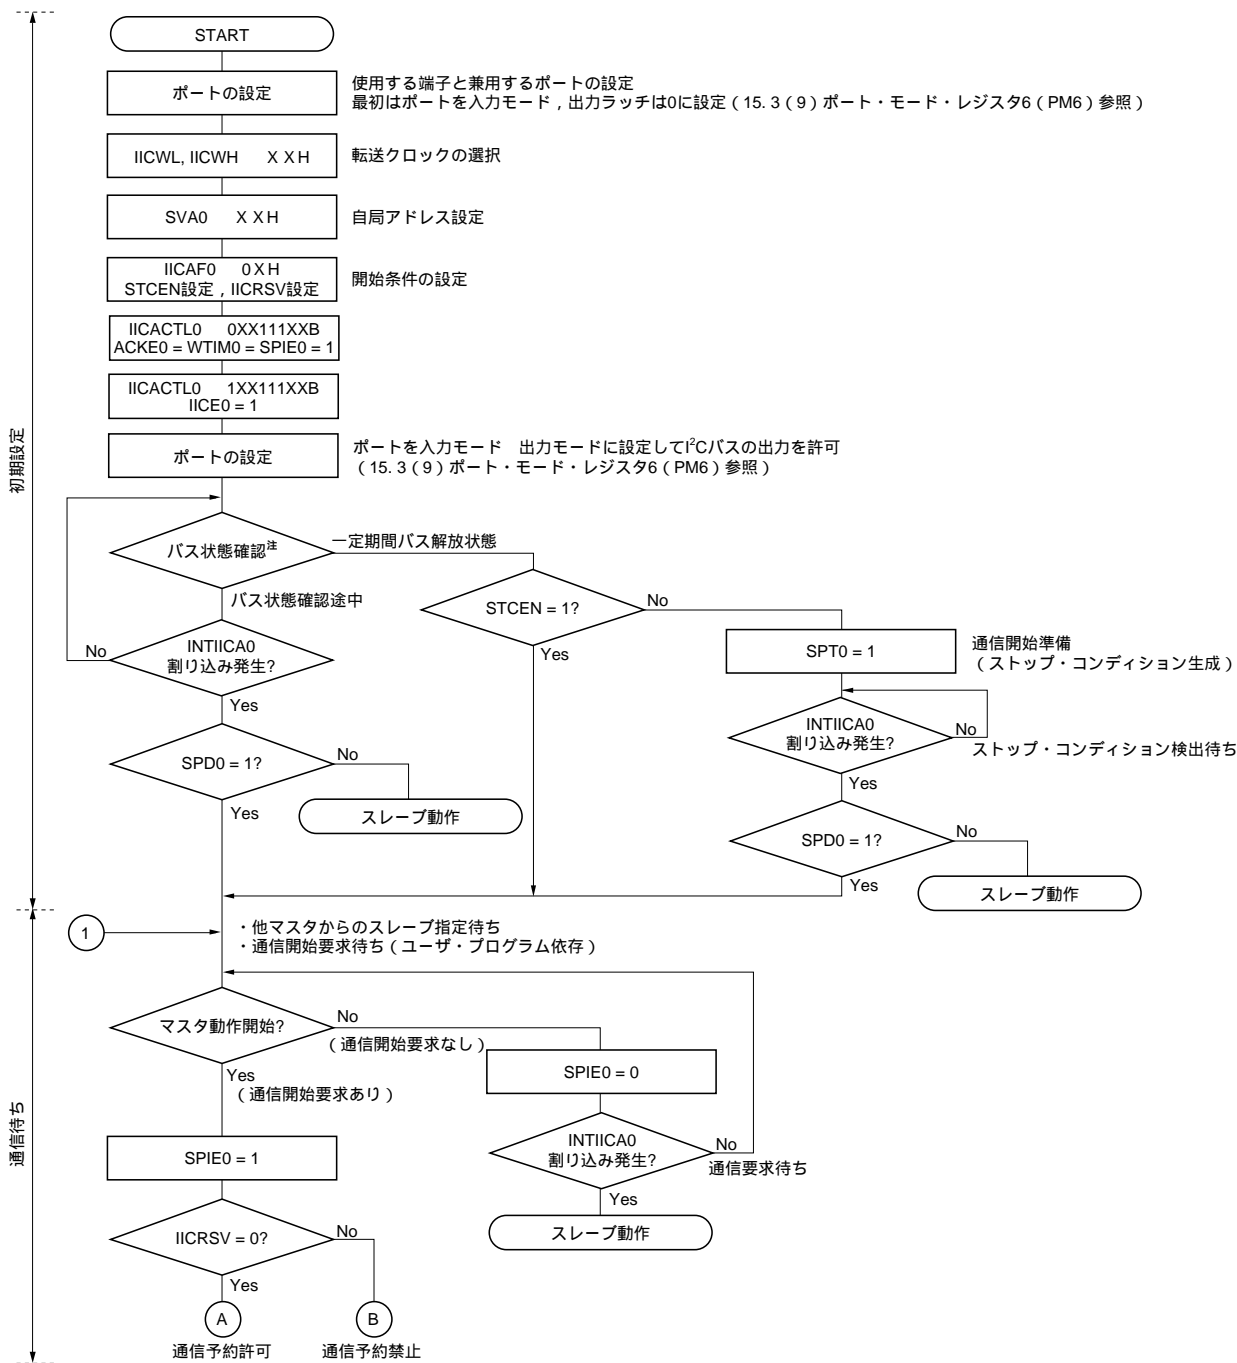 START
ポートの設定
使用する端子と兼用するポートの設定
最初はポートを入力モード，出力ラッチは0に設定（15. 3（9）ポート・モード・レジスタ6（PM6）参照）
IICWL, IICWH X X H
転送クロックの選択
SVA0 X X H
自局アドレス設定
IICAF0 0 X H
STCEN設定，IICRSV設定
開始条件の設定
IICACTL0 0XX111XXB
ACKE0 = WTIM0 = SPIE0 = 1
IICACTL0 1XX111XXB
IICE0 = 1
ポートの設定
ポートを入力モード 出力モードに設定してI²Cバスの出力を許可
（15. 3（9）ポート・モード・レジスタ6（PM6）参照）
初期設定
バス状態確認注
一定期間バス解放状態
バス状態確認途中
STCEN = 1?
No
Yes
SPT0 = 1
通信開始準備
（ストップ・コンディション生成）
INTIICA0
割り込み発生?
No
Yes
INTIICA0
割り込み発生?
No
ストップ・コンディション検出待ち
Yes
SPD0 = 1?
No
Yes
スレーブ動作
SPD0 = 1?
No
Yes
スレーブ動作
1
・他マスタからのスレーブ指定待ち
・通信開始要求待ち（ユーザ・プログラム依存）
通信待ち
マスタ動作開始?
No
（通信開始要求なし）
Yes
（通信開始要求あり）
SPIE0 = 0
INTIICA0
割り込み発生?
No
通信要求待ち
Yes
スレーブ動作
SPIE0 = 1
IICRSV = 0?
No
Yes
A
B
通信予約許可
通信予約禁止